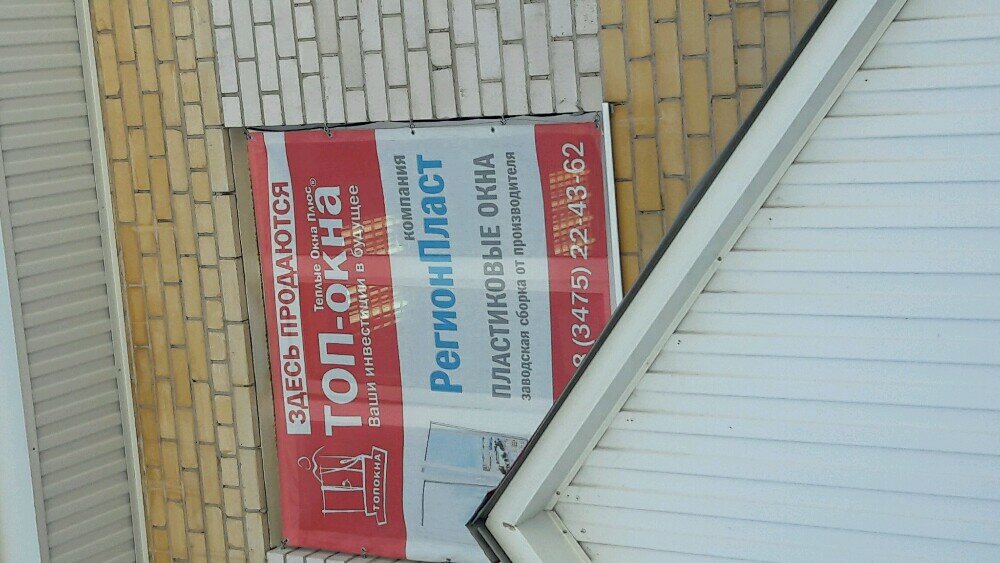 ЗДЕСЬ ПРОДАЮТСЯ
Теплые Окна Плюс®
ТОП-ОКНА
Ваши инвестиции в будущее
ТОПОКНА
компания
РегионПласт
ПЛАСТИКОВЫЕ ОКНА
заводская сборка от производителя
8 (3475) 22-43-62